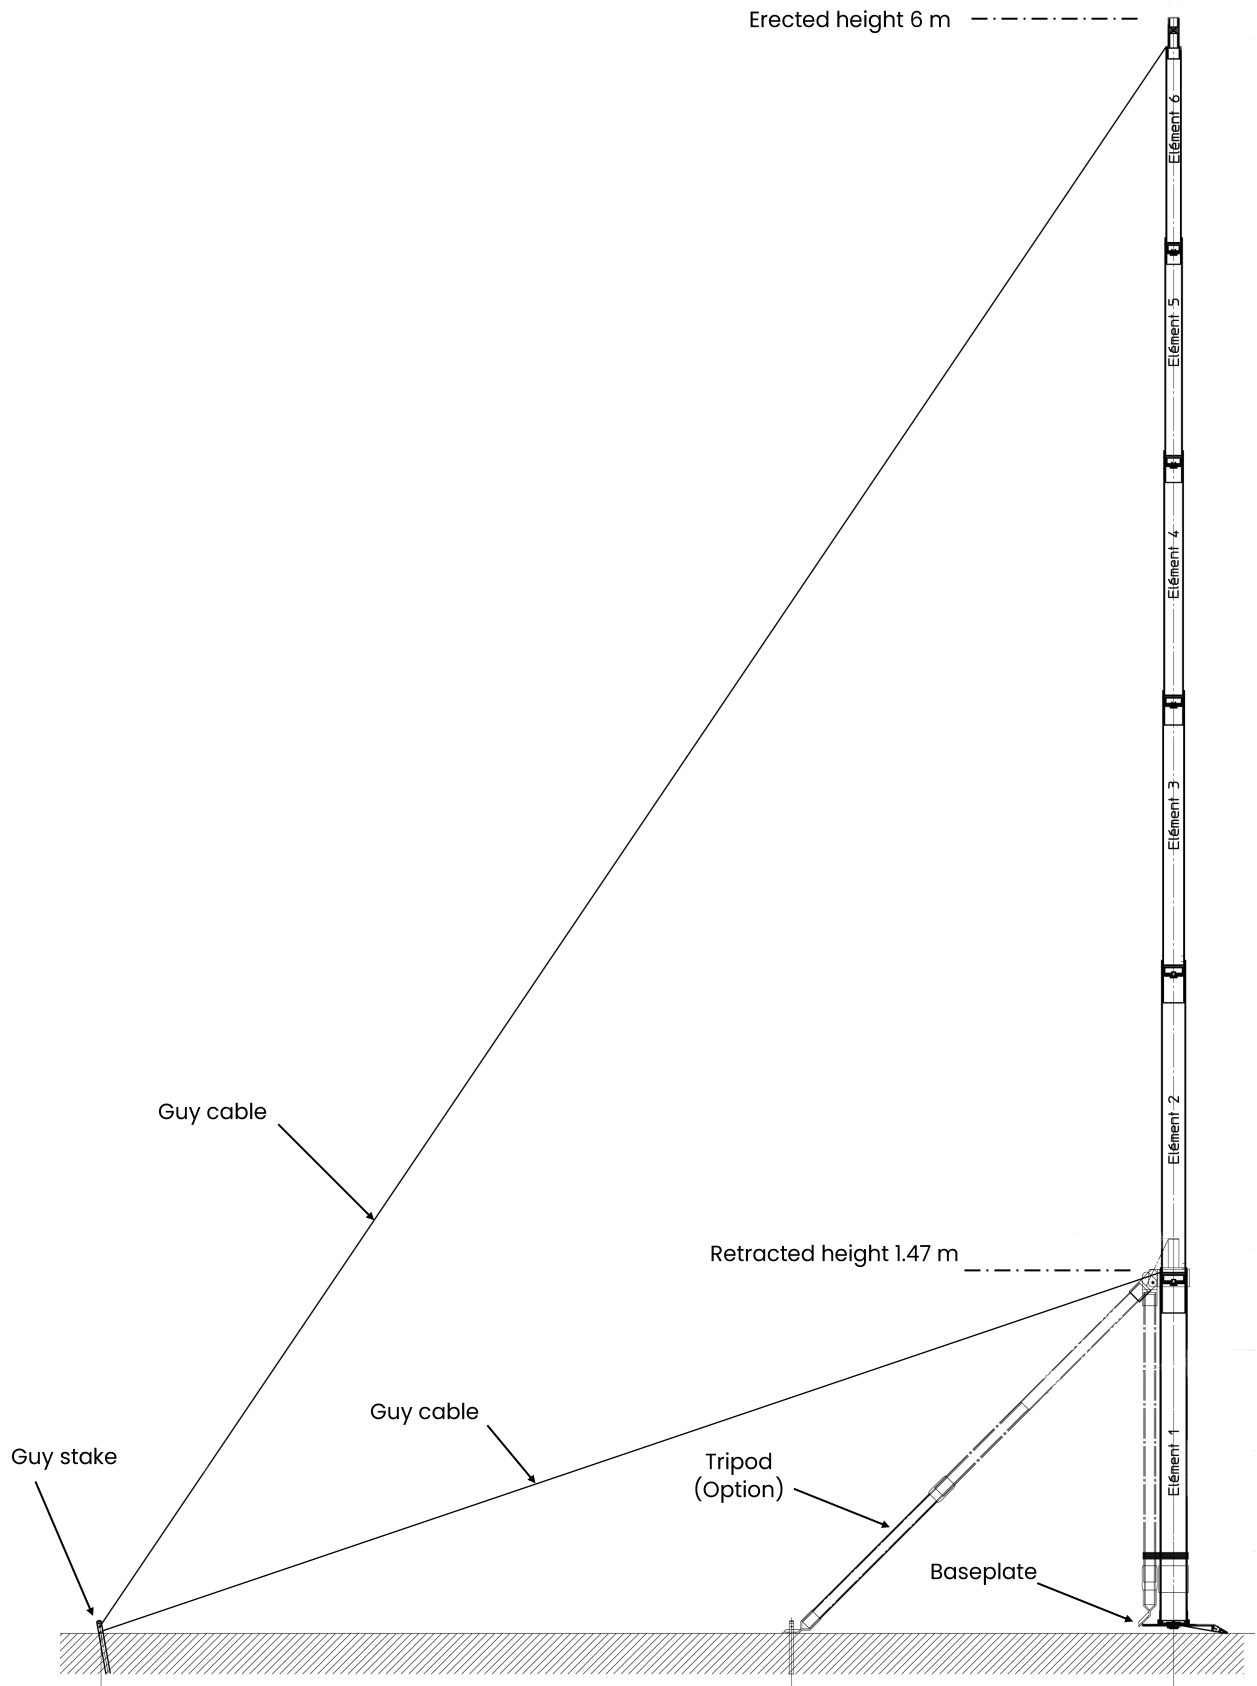 Erected height 6 m
Elément 6
Elément 5
Elément 4
Elément 3
Elément 2
Guy cable
Retracted height 1.47 m
Guy cable
Guy stake
Tripod
(Option)
Elément 1
Baseplate